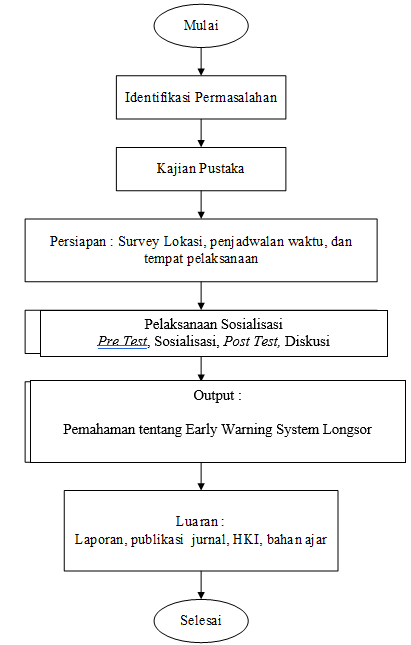 Mulai
Identifikasi Permasalahan
Kajian Pustaka
Persiapan : Survey Lokasi, penjadwalan waktu, dan
tempat pelaksanaan
Pelaksanaan Sosialisasi
Pre Test, Sosialisasi, Post Test, Diskusi
Output :
Pemahaman tentang Early Warning System Longsor
Luaran :
Laporan, publikasi jurnal, HKI, bahan ajar
Selesai